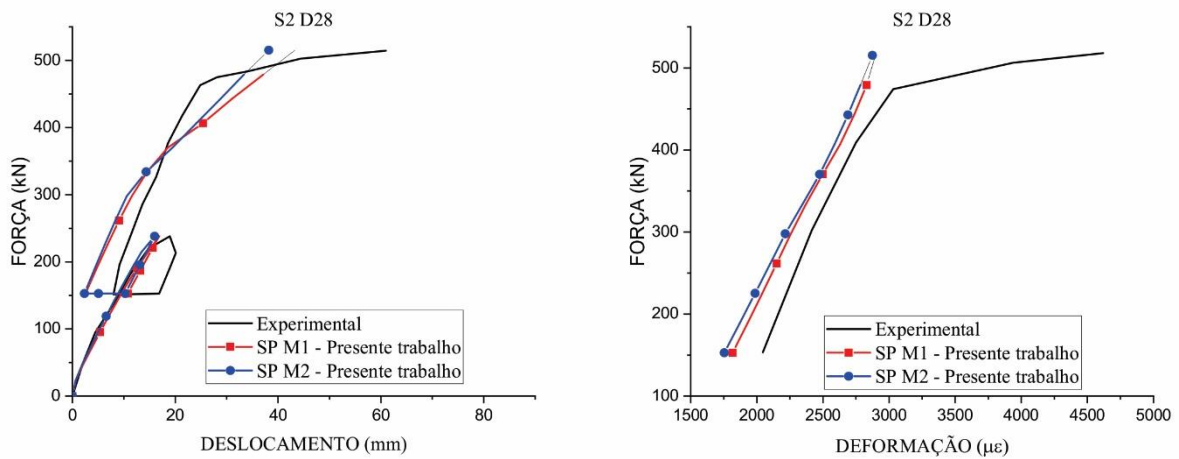 S2 D28
500
400
300
200
100
0
FORÇA (kN)
0
20
40
60
80
DESLOCAMENTO (mm)
Experimental
SP M1 - Presente trabalho
SP M2 - Presente trabalho
S2 D28
600
500
400
300
200
100
FORÇA (kN)
1500
2000
2500
3000
3500
4000
4500
5000
DEFORMAÇÃO (με)
Experimental
SP M1 - Presente trabalho
SP M2 - Presente trabalho